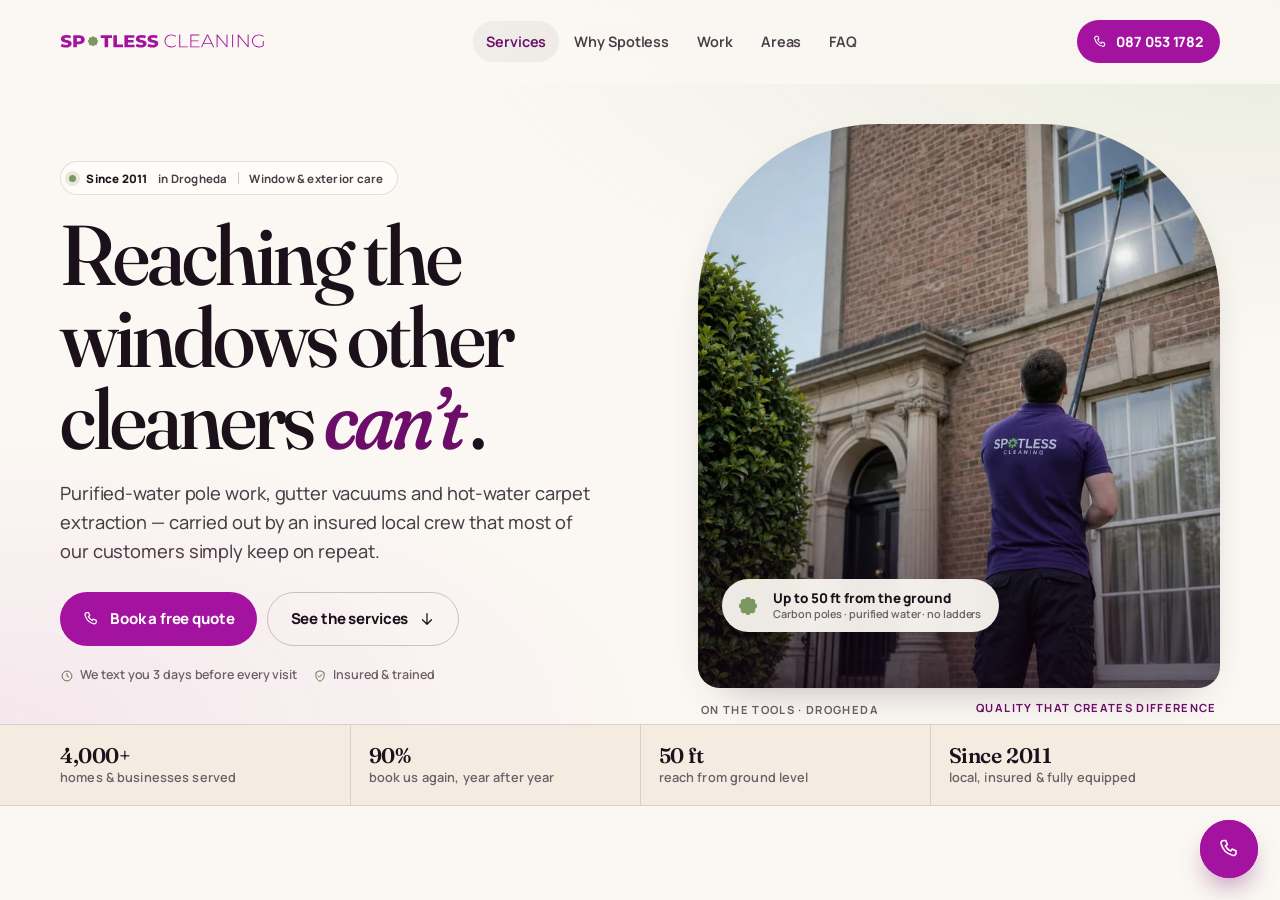 SPOTLESS CLEANING
Services
Why Spotless
Work
Areas
FAQ
087 053 1782
Since 2011 in Drogheda | Window & exterior care
Reaching the
windows other
cleaners can’t.
Purified-water pole work, gutter vacuums and hot-water carpet
extraction — carried out by an insured local crew that most of
our customers simply keep on repeat.
Book a free quote
See the services ↓
We text you 3 days before every visit
Insured & trained
SPOTLESS
CLEANING
Up to 50 ft from the ground
Carbon poles · purified water · no ladders
ON THE TOOLS · DROGHEDA
QUALITY THAT CREATES DIFFERENCE
4,000+
homes & businesses served
90%
book us again, year after year
50 ft
reach from ground level
Since 2011
local, insured & fully equipped